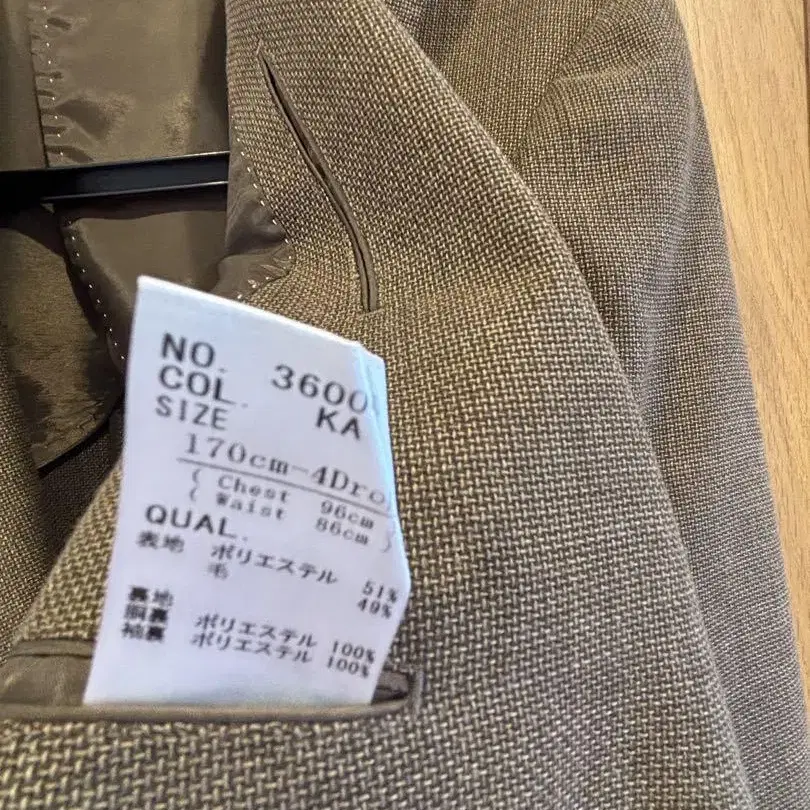 NO. 3600
COL. KA
SIZE
170cm-4Dro
( Chest 96cm )
( Waist 86cm )
QUAL.
表地 ポリエステル 51%
毛 49%
裏地
胴裏 ポリエステル 100%
袖裏 ポリエステル 100%